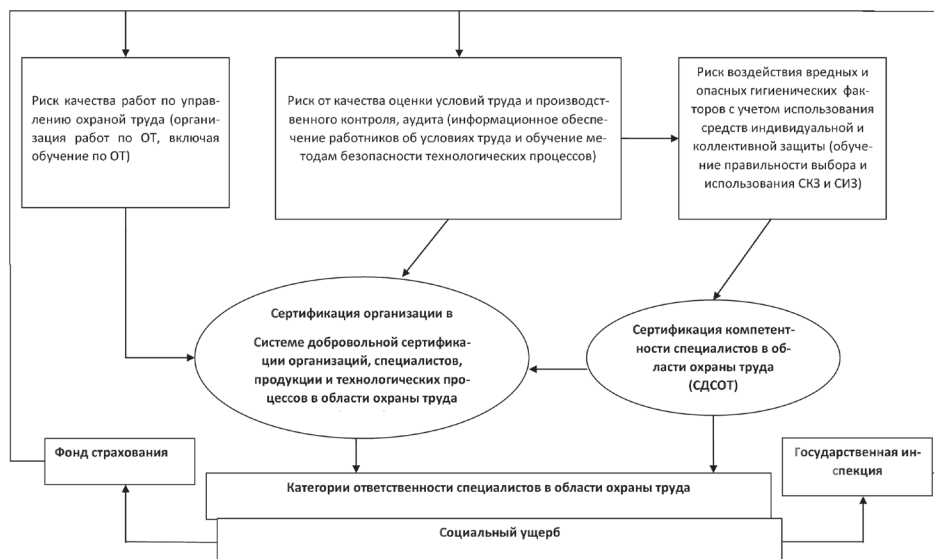 Риск качества работ по управ-
лению охраной труда (органи-
зация работ по ОТ, включая
обучение по ОТ)
Риск от качества оценки условий труда и производст-
венного контроля, аудита (информационное обеспе-
чение работников об условиях труда и обучение ме-
тодам безопасности технологических процессов)
Риск воздействия вредных и
опасных гигиенических факто-
ров с учетом использования
средств индивидуальной и
коллективной защиты (обуче-
ние правильности выбора и
использования СКЗ и СИЗ)
Сертификация организации в
Системе добровольной сертифика-
ции организаций, специалистов,
продукции и технологических про-
цессов в области охраны труда
Сертификация компетент-
ности специалистов в об-
ласти охраны труда
(СДСОТ)
Фонд страхования
Государственная ин-
спекция
Категории ответственности специалистов в области охраны труда
Социальный ущерб